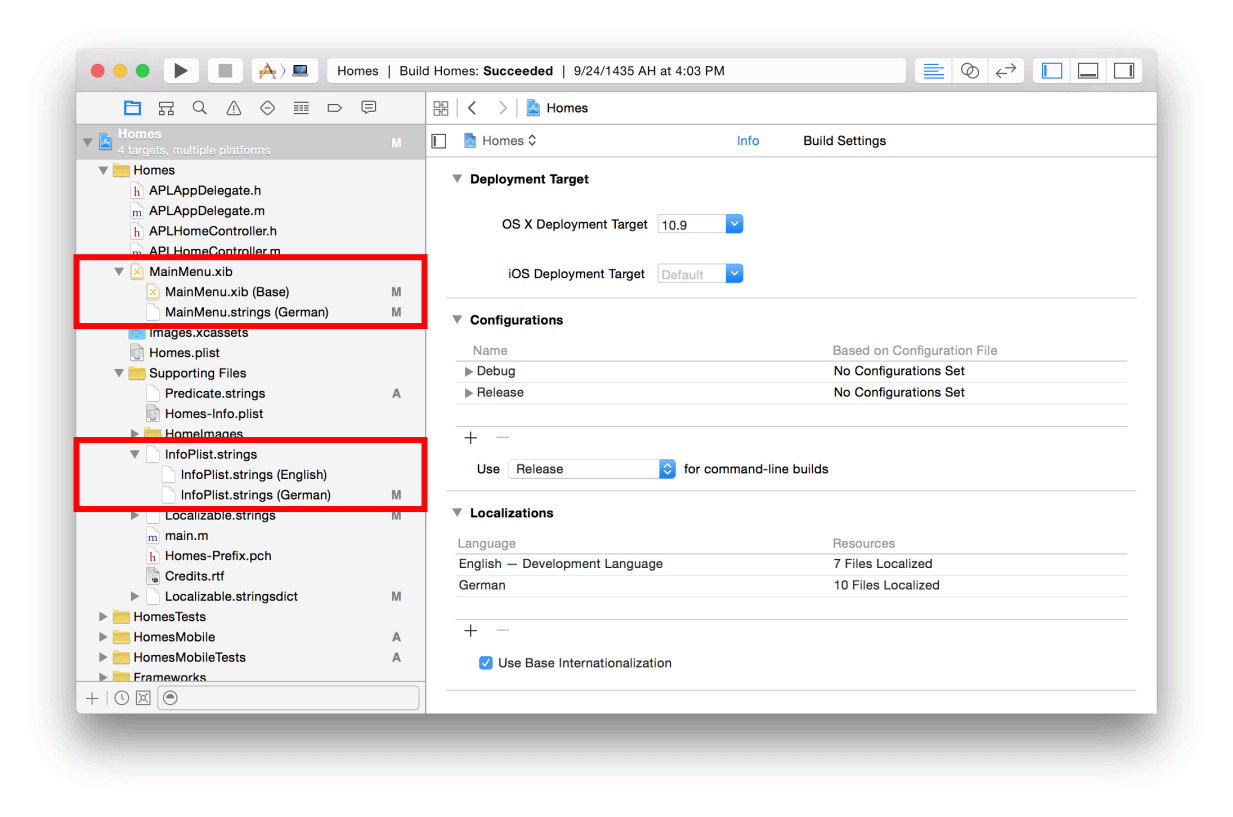 Homes | Build Homes: Succeeded | 9/24/1435 AH at 4:03 PM
Homes
4 targets, multiple platforms
M
Homes
h APLAppDelegate.h
m APLAppDelegate.m
h APLHomeController.h
m APLHomeController.m
MainMenu.xib
MainMenu.xib (Base) M
MainMenu.strings (German) M
Images.xcassets
Homes.plist
Supporting Files
Predicate.strings A
Homes-Info.plist
HomeImages
InfoPlist.strings
InfoPlist.strings (English)
InfoPlist.strings (German) M
Localizable.strings M
m main.m
h Homes-Prefix.pch
Credits.rtf
Localizable.stringsdict M
HomesTests
HomesMobile A
HomesMobileTests A
Frameworks
Homes
Homes Info Build Settings
Deployment Target
OS X Deployment Target 10.9
iOS Deployment Target Default
Configurations
Name Based on Configuration File
Debug No Configurations Set
Release No Configurations Set
Use Release for command-line builds
Localizations
Language Resources
English — Development Language 7 Files Localized
German 10 Files Localized
Use Base Internationalization